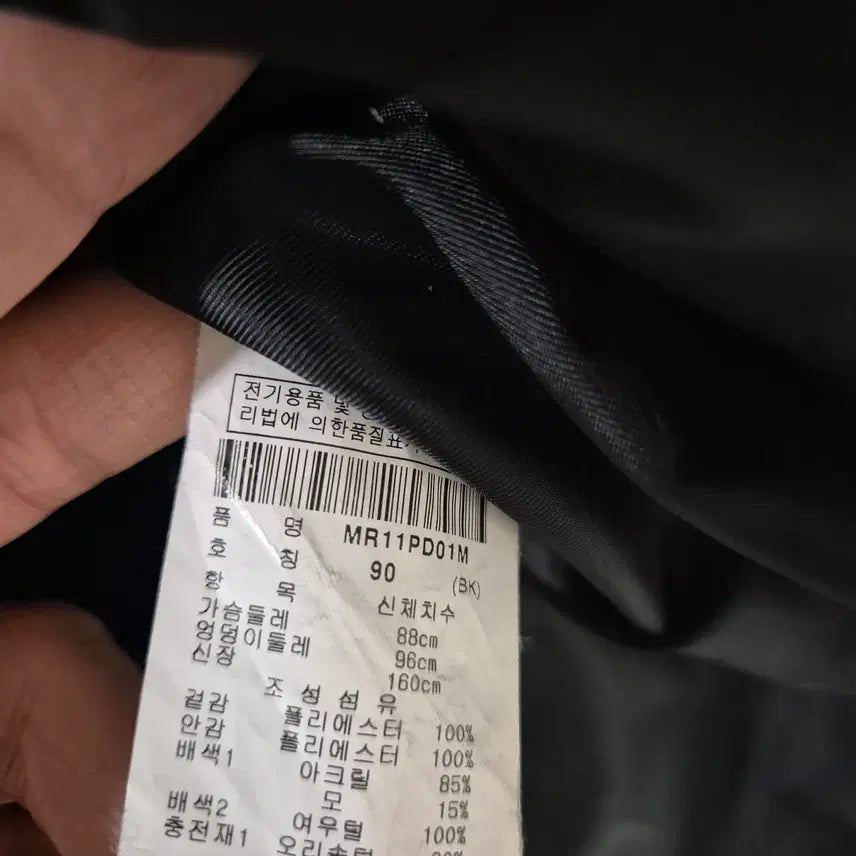 전기용품 및
리법에 의한품질표
품 명 MR11PD01M
호 칭 90 (BK)
항 목 신체치수
가슴둘레 88cm
엉덩이둘레 96cm
신장 160cm
조 성 섬 유
겉감 폴리에스터 100%
안감 폴리에스터 100%
배색1 아크릴 85%
모 15%
배색2 여우털 100%
충전재1 오리솜털